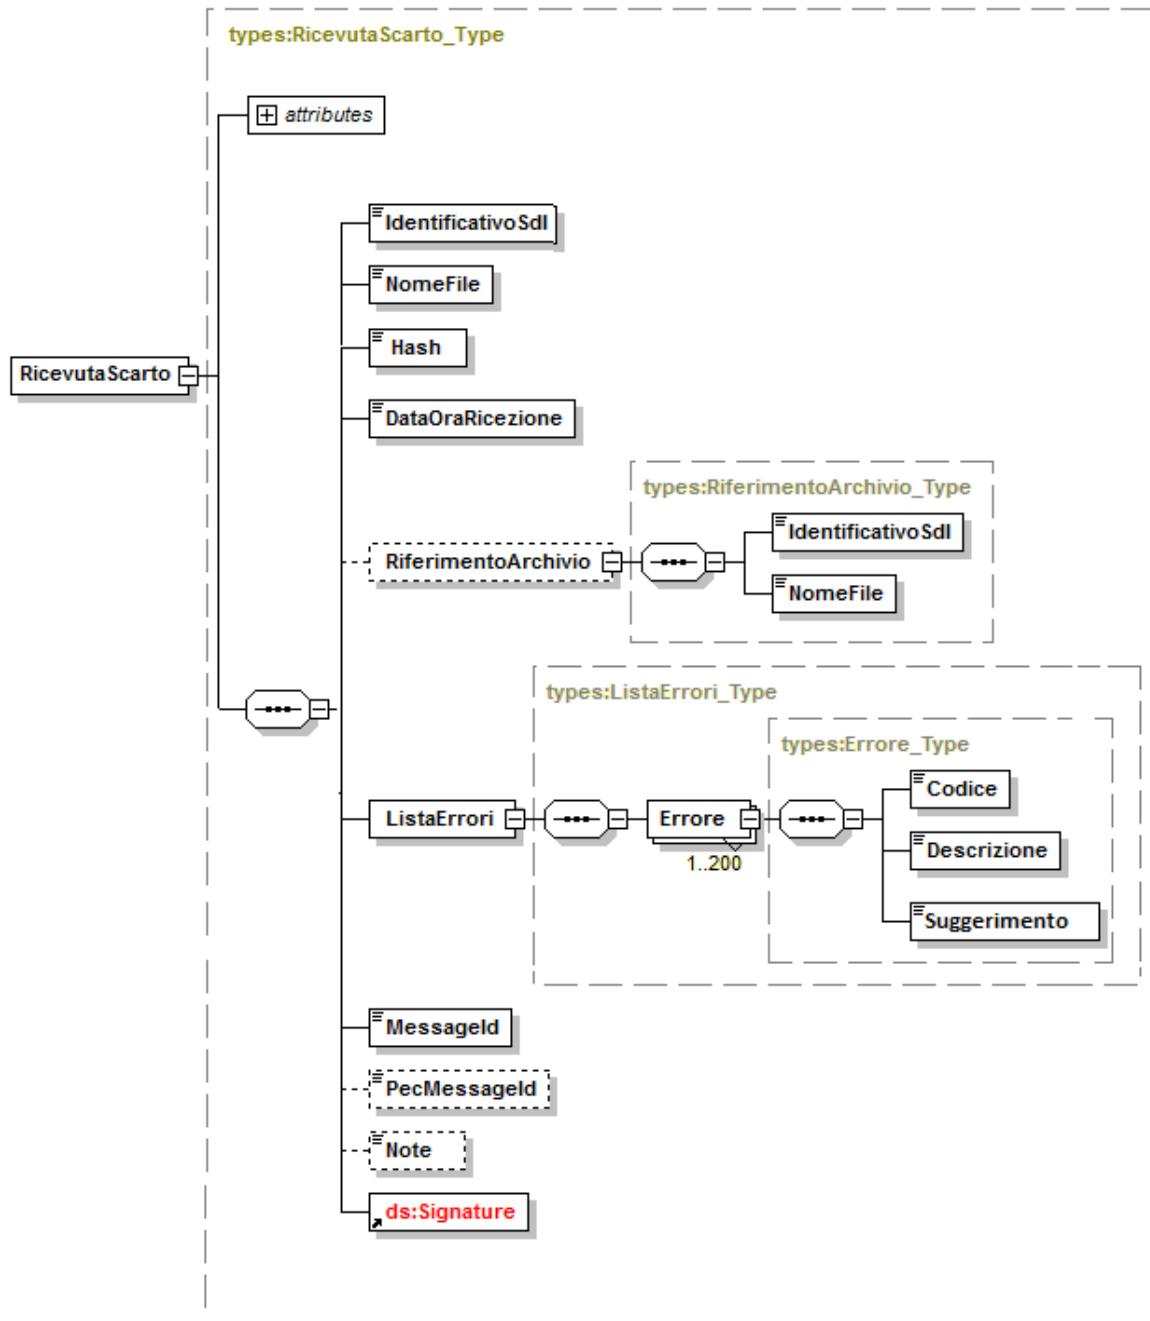 types:RicevutaScarto_Type
attributes
IdentificativoSdI
NomeFile
Hash
RicevutaScarto
DataOraRicezione
types:RiferimentoArchivio_Type
IdentificativoSdI
RiferimentoArchivio
NomeFile
types:ListaErrori_Type
types:Errore_Type
Codice
ListaErrori
Errore
1..200
Descrizione
Suggerimento
MessageId
PecMessageId
Note
ds:Signature